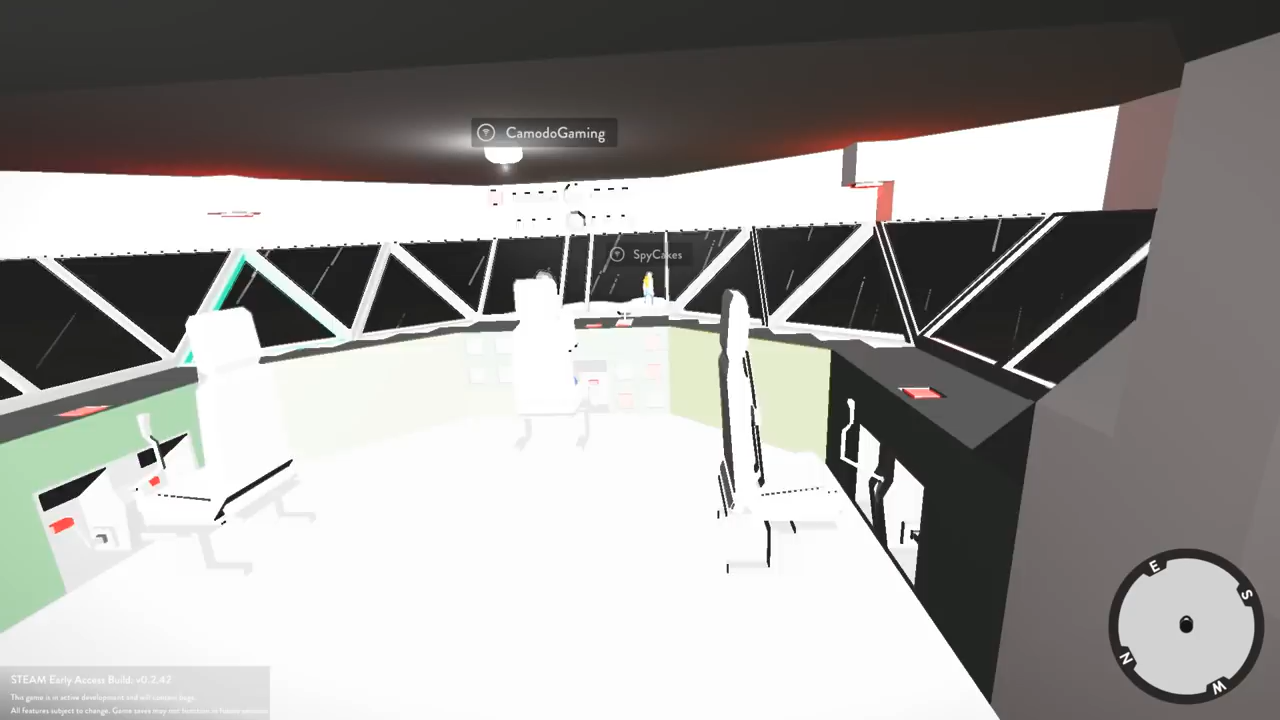 CamodoGaming
SpyCakes
E
S
N
W
STEAM Early Access Build. v0.2.42
This game is in active development and will contain bugs.
All features subject to change. Game saves may not function in future versions.